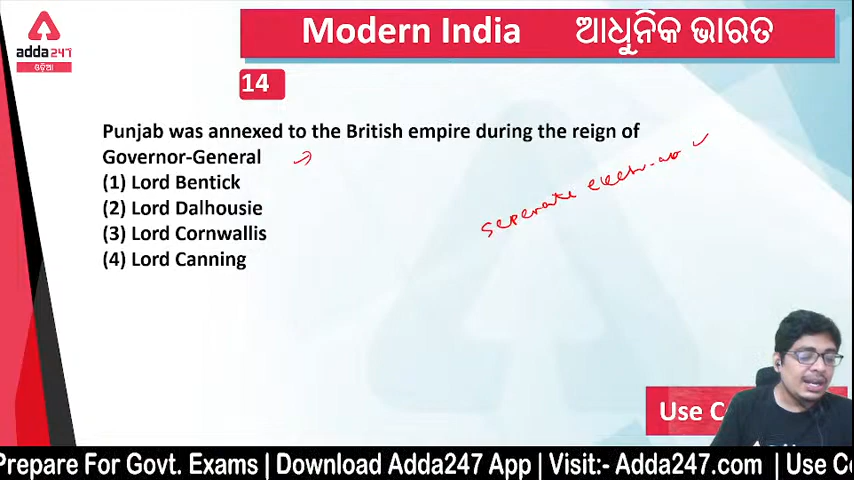 Modern India ଆଧୁନିକ ଭାରତ
adda247
ଓଡ଼ିଆ
14
Punjab was annexed to the British empire during the reign of
Governor-General
(1) Lord Bentick
(2) Lord Dalhousie
(3) Lord Cornwallis
(4) Lord Canning
seperate
Use C
Prepare For Govt. Exams | Download Adda247 App | Visit:- Adda247.com | Use Co